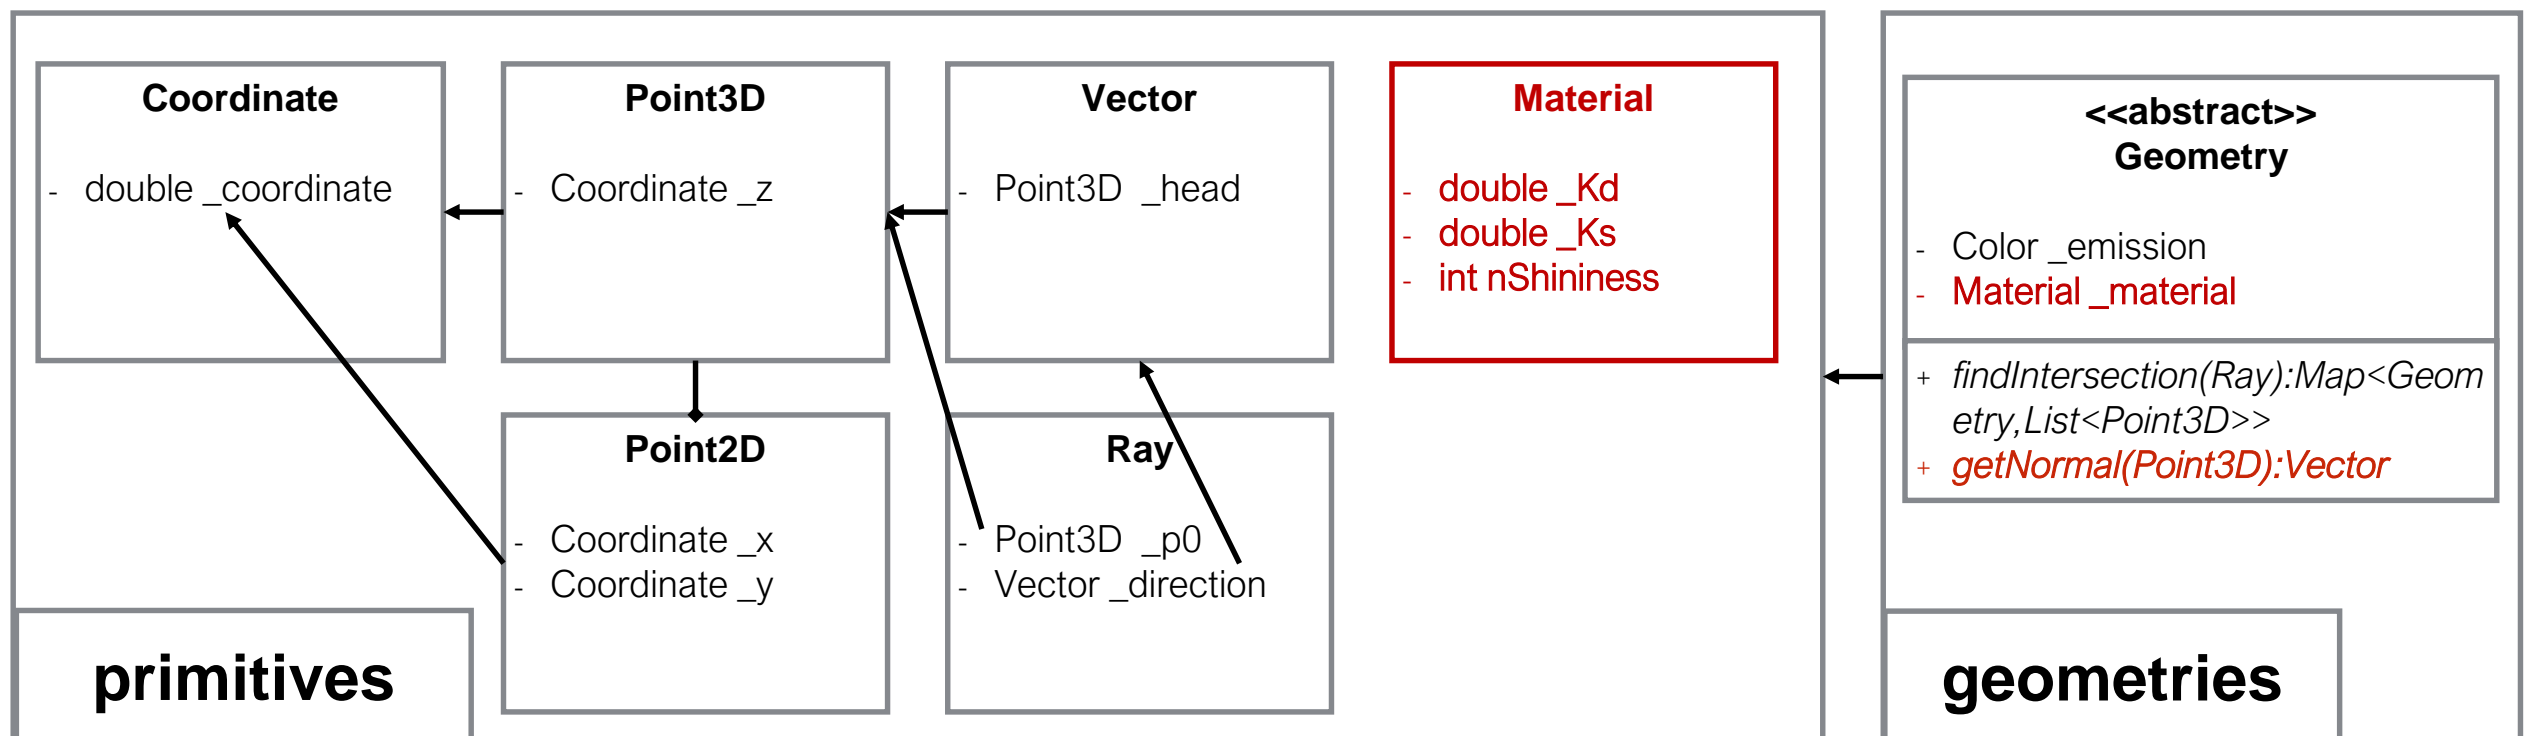 Coordinate
- double _coordinate
Point3D
- Coordinate _z
Vector
- Point3D _head
Material
- double _Kd
- double _Ks
- int nShininess
Point2D
- Coordinate _x
- Coordinate _y
Ray
- Point3D _p0
- Vector _direction
primitives
<<abstract>>
Geometry
- Color _emission
- Material _material
+ findIntersection(Ray):Map<Geom
etry,List<Point3D>>
+ getNormal(Point3D):Vector
geometries